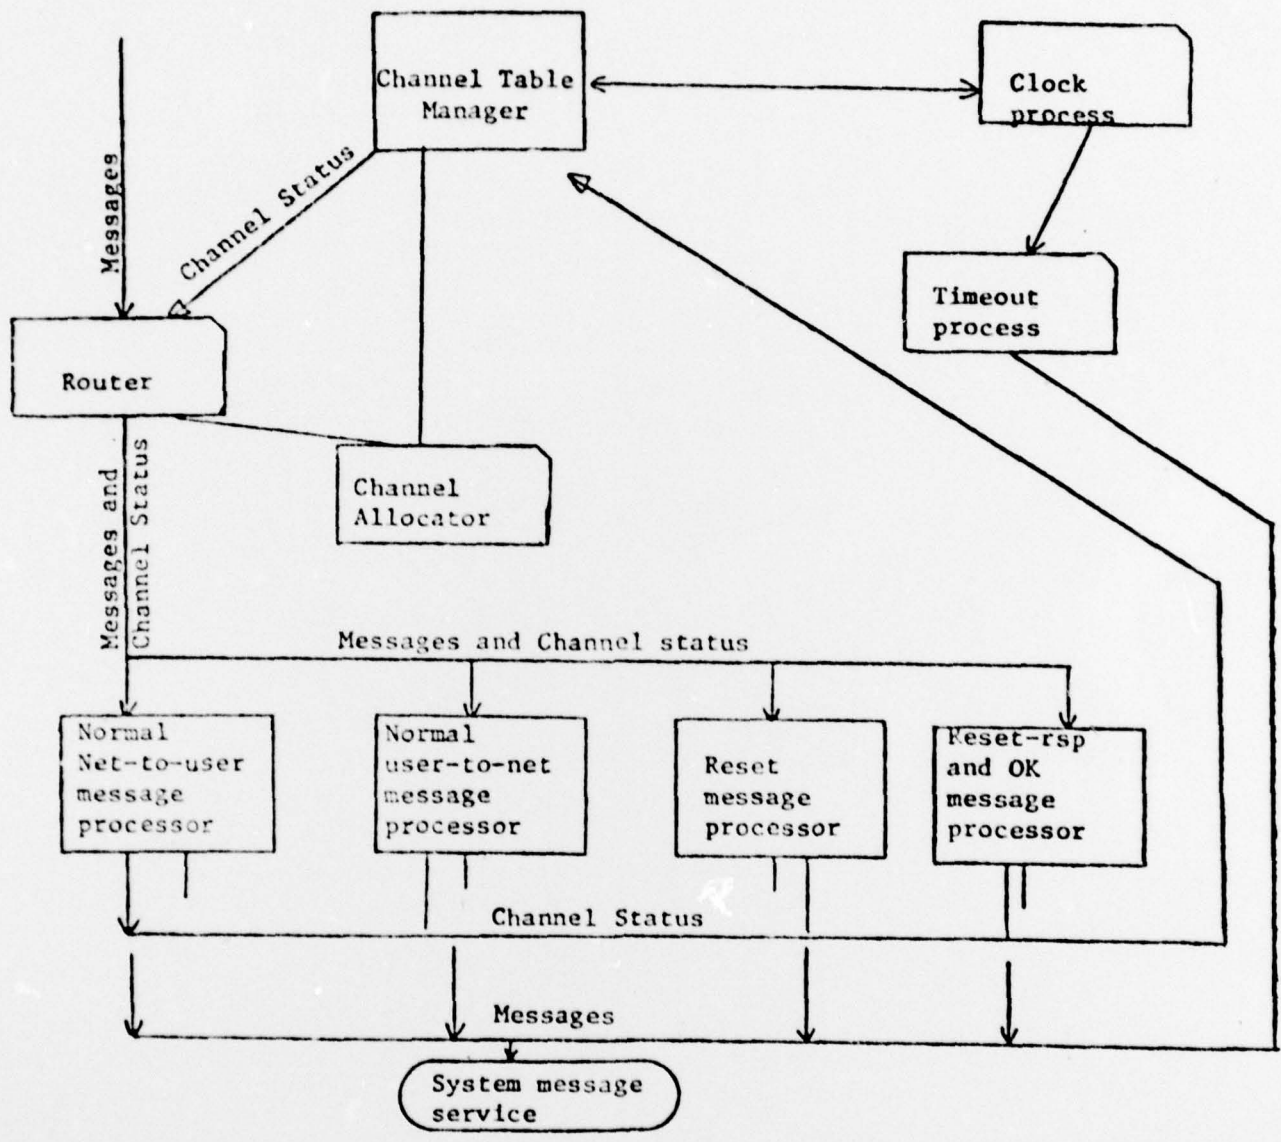 Channel Table
Manager
Clock
process
Messages
Channel Status
Timeout
process
Router
Channel
Allocator
Messages and
Channel Status
Messages and Channel status
Normal
Net-to-user
message
processor
Normal
user-to-net
message
processor
Reset
message
processor
Reset-rsp
and OK
message
processor
Channel Status
Messages
System message
service